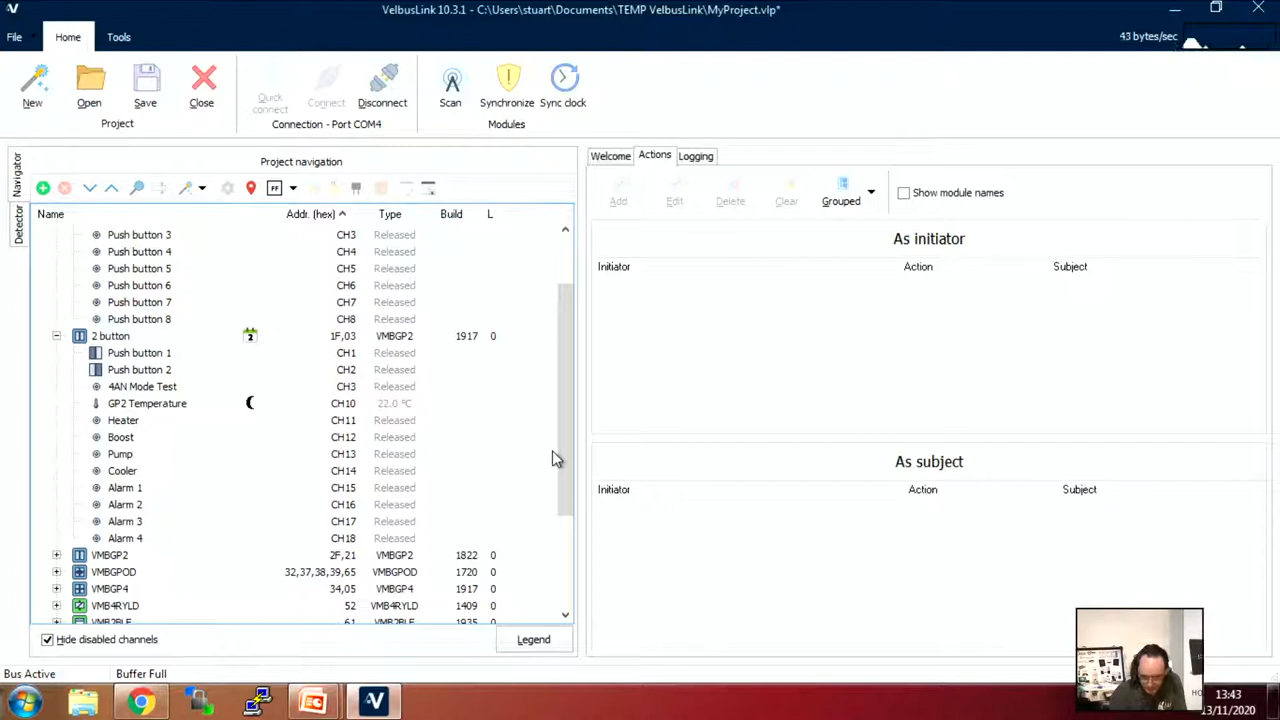 VelbusLink 10.3.1 - C:\Users\stuart\Documents\TEMP VelbusLink\MyProject.vlp*
File Home Tools 43 bytes/sec
New Open Save Close Quick connect Connect Disconnect Scan Synchronize Sync clock
Project Connection - Port COM4 Modules
Navigator
Detector
Project navigation
FF
Name Addr. (hex) Type Build L
Push button 3 CH3 Released
Push button 4 CH4 Released
Push button 5 CH5 Released
Push button 6 CH6 Released
Push button 7 CH7 Released
Push button 8 CH8 Released
2 button 2 1F,03 VMBGP2 1917 0
Push button 1 CH1 Released
Push button 2 CH2 Released
4AN Mode Test CH3 Released
GP2 Temperature CH10 22.0 °C
Heater CH11 Released
Boost CH12 Released
Pump CH13 Released
Cooler CH14 Released
Alarm 1 CH15 Released
Alarm 2 CH16 Released
Alarm 3 CH17 Released
Alarm 4 CH18 Released
VMBGP2 2F,21 VMBGP2 1822 0
VMBGPOD 32,37,38,39,65 VMBGPOD 1720 0
VMBGP4 34,05 VMBGP4 1917 0
VMB4RYLD 52 VMB4RYLD 1409 0
VMB2BLE 61 VMB2BLE 1935 0
Hide disabled channels Legend
Welcome Actions Logging
Add Edit Delete Clear Grouped Show module names
As initiator
Initiator Action Subject
As subject
Initiator Action Subject
Bus Active Buffer Full
13:43
13/11/2020